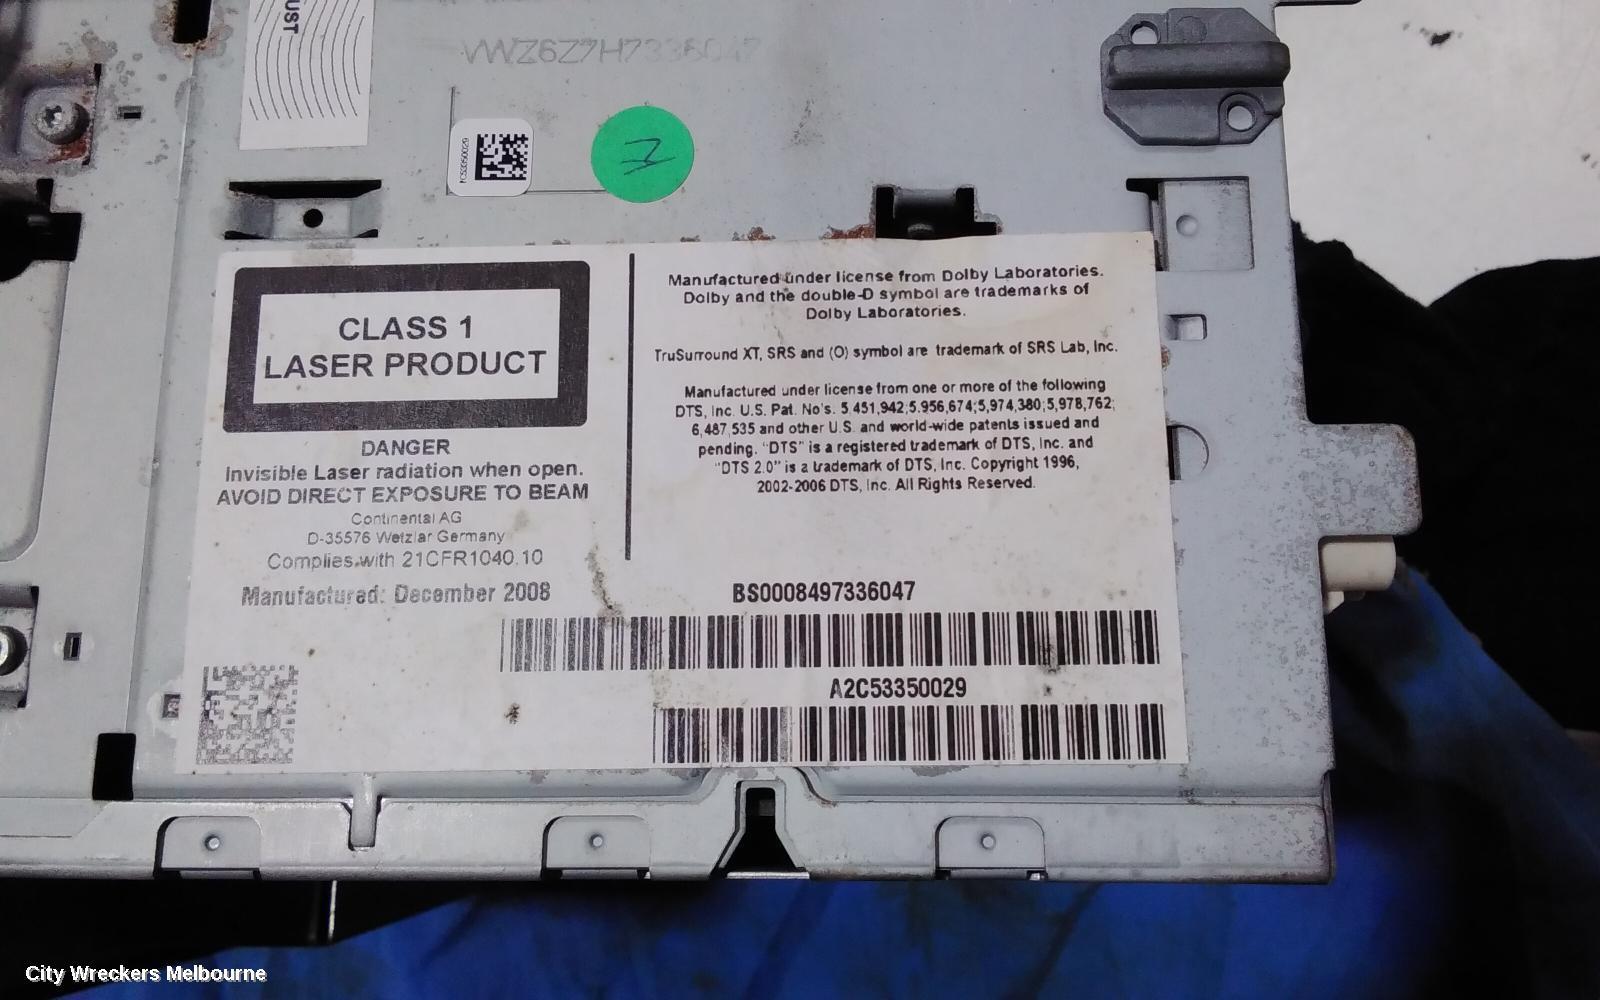 UST
VWZ6Z7H7336047
CLASS 1
LASER PRODUCT
DANGER
Invisible Laser radiation when open.
AVOID DIRECT EXPOSURE TO BEAM
Continental AG
D-35576 Wetzlar Germany
Complies with 21CFR1040.10
Manufactured: December 2008
Manufactured under license from Dolby Laboratories.
Dolby and the double-D symbol are trademarks of
Dolby Laboratories.
TruSurround XT, SRS and (O) symbol are trademark of SRS Lab, Inc.
Manufactured under license from one or more of the following
DTS, Inc. U.S. Pat. No's. 5,451,942;5.956,674;5,974,380;5,978,762;
6,487,535 and other U.S. and world-wide patents issued and
pending. "DTS" is a registered trademark of DTS, Inc. and
"DTS 2.0" is a trademark of DTS, Inc. Copyright 1996,
2002-2006 DTS, Inc. All Rights Reserved.
BS0008497336047
A2C53350029
City Wreckers Melbourne